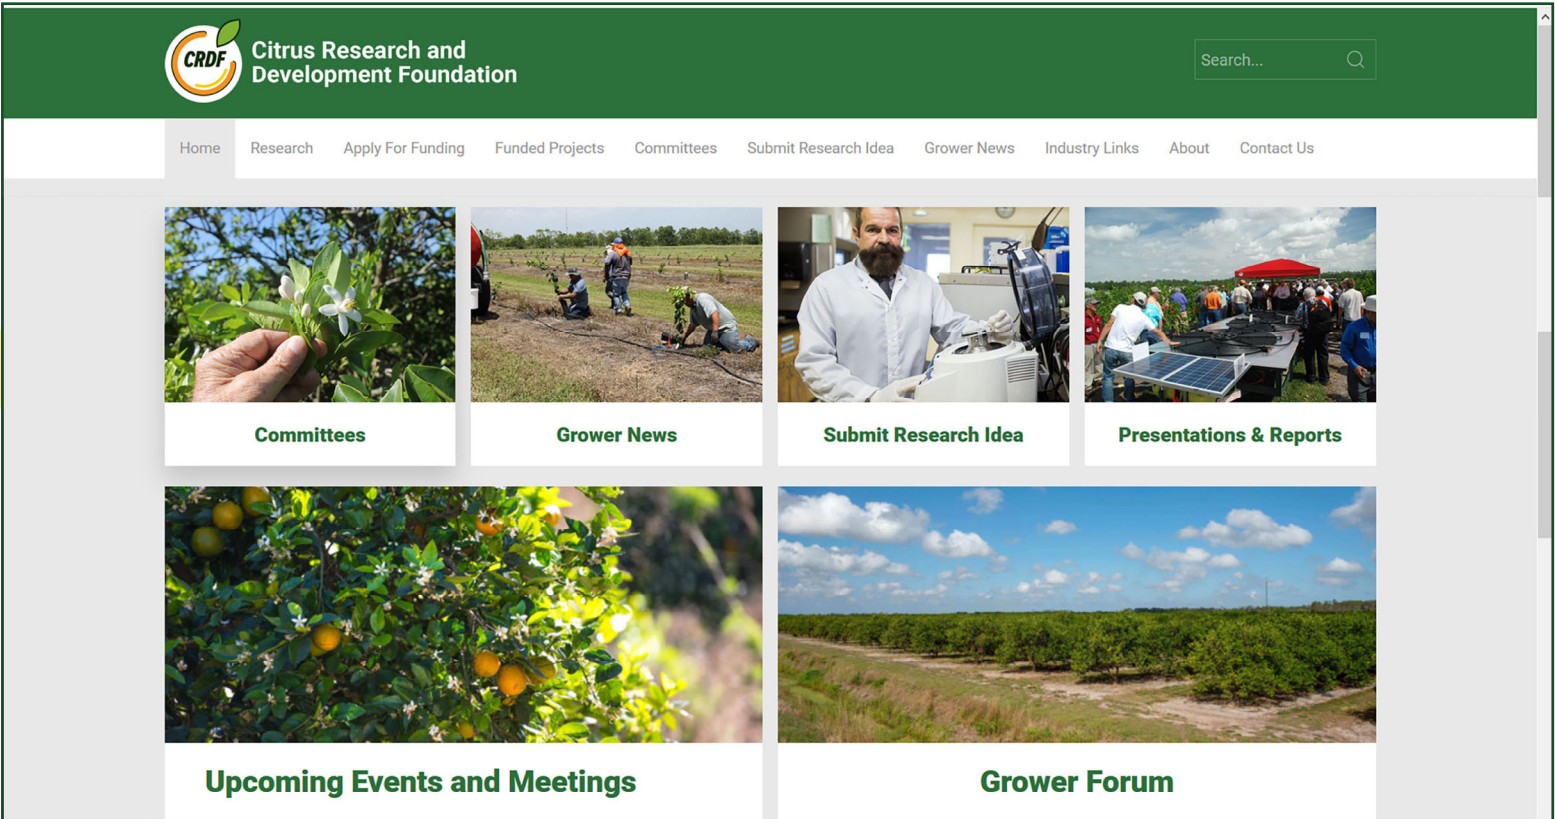 CRDF
Citrus Research and
Development Foundation
Search...
Home Research Apply For Funding Funded Projects Committees Submit Research Idea Grower News Industry Links About Contact Us
Committees
Grower News
Submit Research Idea
Presentations & Reports
Upcoming Events and Meetings
Grower Forum